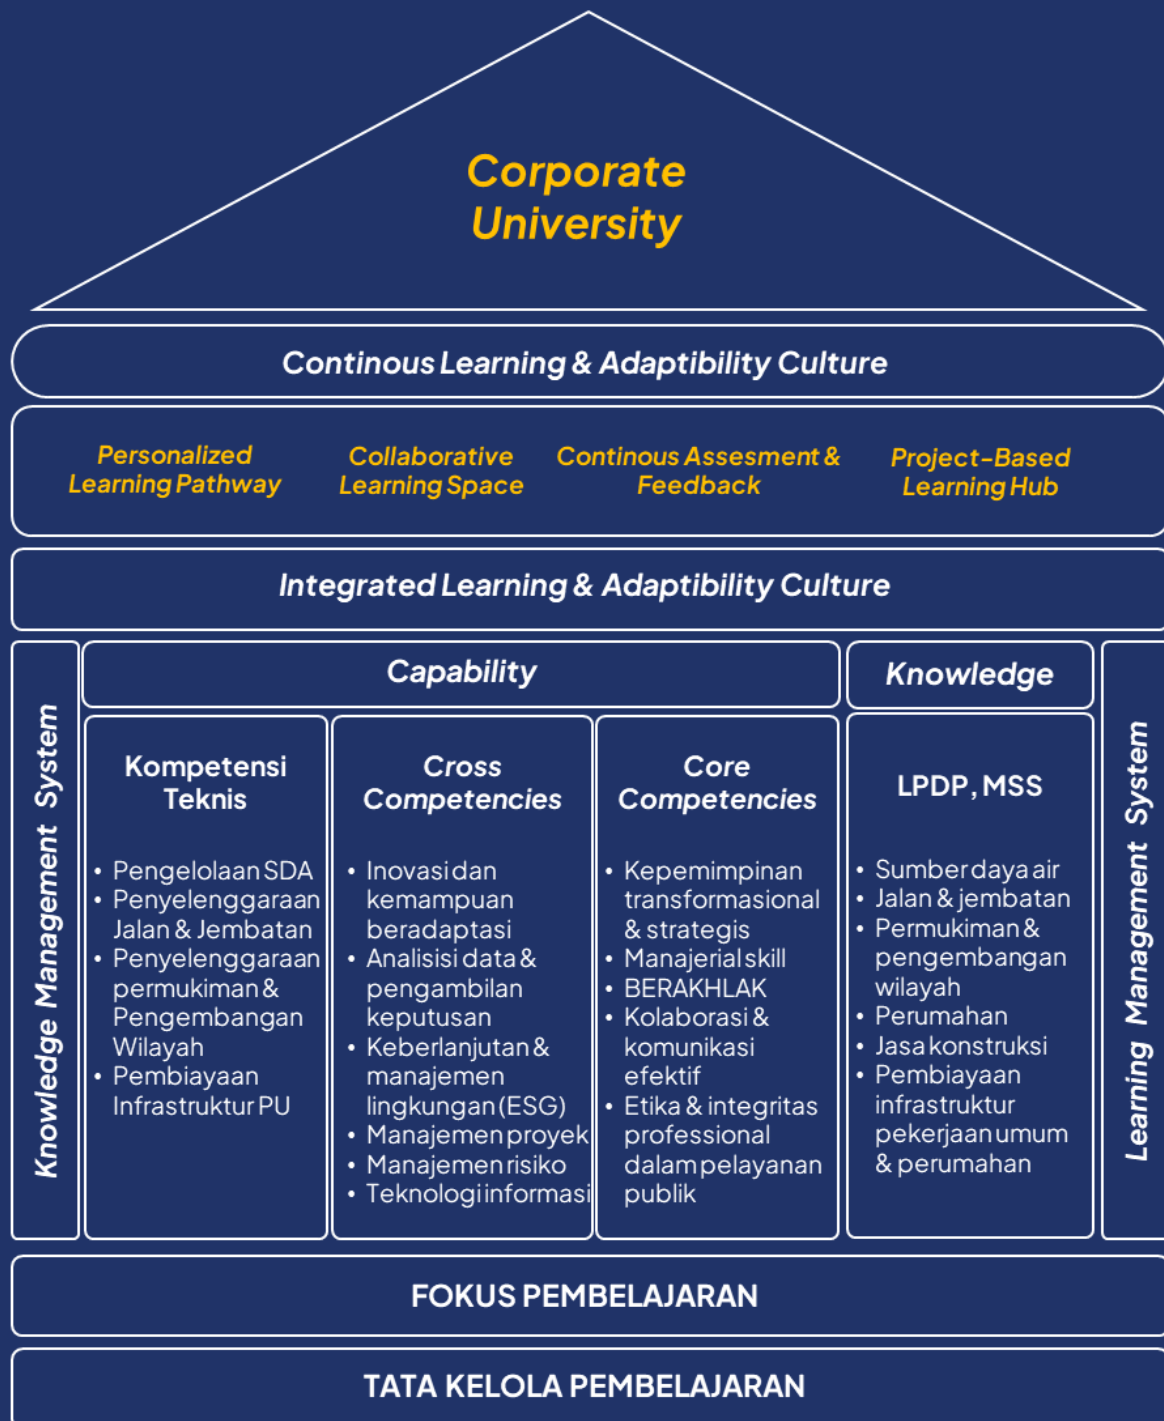 Corporate
University
Continous Learning & Adaptibility Culture
Personalized
Learning Pathway
Collaborative
Learning Space
Continous Assesment &
Feedback
Project-Based
Learning Hub
Integrated Learning & Adaptibility Culture
Knowledge Management System
Capability
Kompetensi
Teknis
• Pengelolaan SDA
• Penyelenggaraan
Jalan & Jembatan
• Penyelenggaraan
permukiman &
Pengembangan
Wilayah
• Pembiayaan
Infrastruktur PU
Cross
Competencies
• Inovasi dan
kemampuan
beradaptasi
• Analisisi data &
pengambilan
keputusan
• Keberlanjutan &
manajemen
lingkungan (ESG)
• Manajemen proyek
• Manajemen risiko
• Teknologi informasi
Core
Competencies
• Kepemimpinan
transformasional
& strategis
• Manajerial skill
• BERAKHLAK
• Kolaborasi &
komunikasi
efektif
• Etika & integritas
professional
dalam pelayanan
publik
Knowledge
LPDP, MSS
• Sumber daya air
• Jalan & jembatan
• Permukiman &
pengembangan
wilayah
• Perumahan
• Jasa konstruksi
• Pembiayaan
infrastruktur
pekerjaan umum
& perumahan
Learning Management System
FOKUS PEMBELAJARAN
TATA KELOLA PEMBELAJARAN